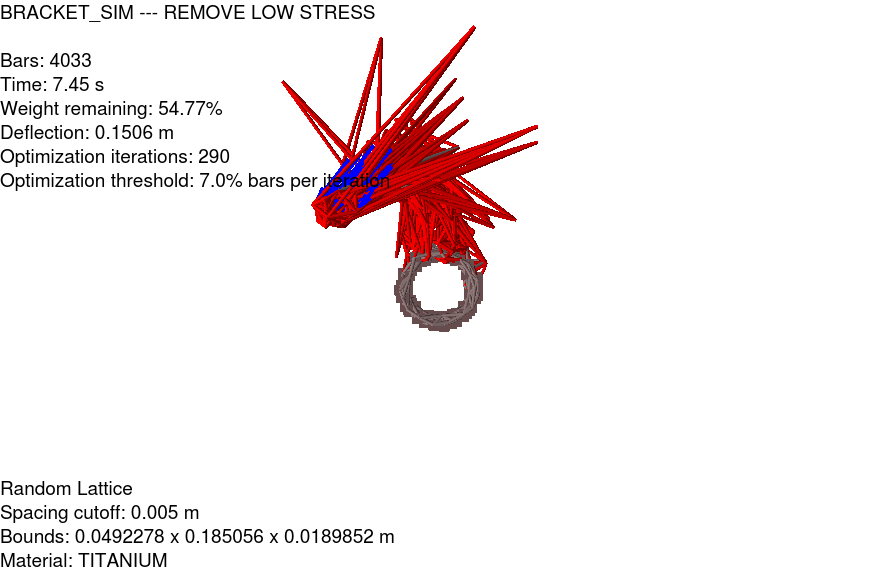 BRACKET_SIM --- REMOVE LOW STRESS
Bars: 4033
Time: 7.45 s
Weight remaining: 54.77%
Deflection: 0.1506 m
Optimization iterations: 290
Optimization threshold: 7.0% bars per iteration
Random Lattice
Spacing cutoff: 0.005 m
Bounds: 0.0492278 x 0.185056 x 0.0189852 m
Material: TITANIUM